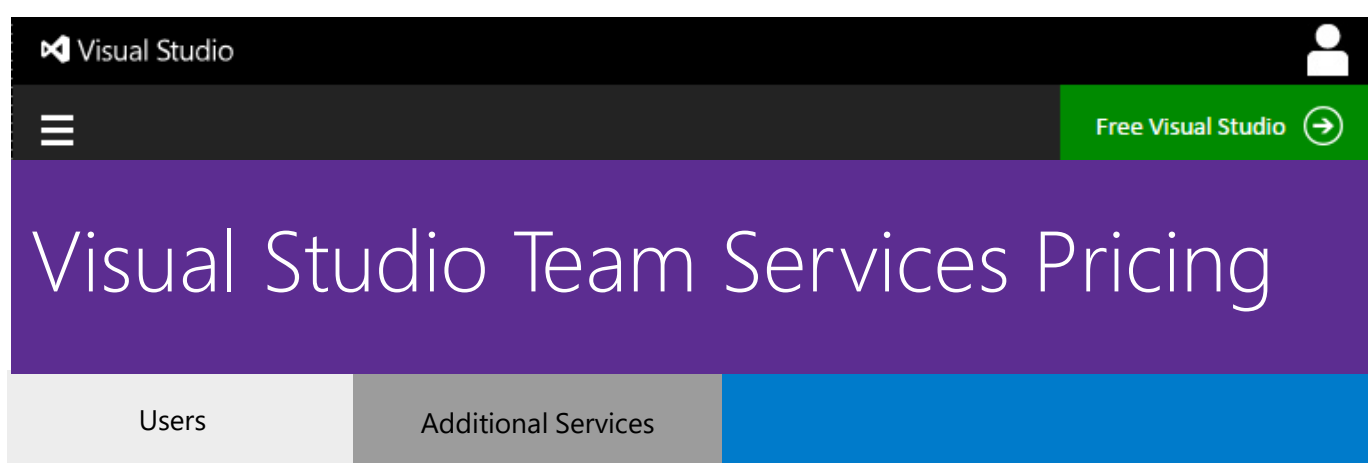 Visual Studio
Free Visual Studio
Visual Studio Team Services Pricing
Users
Additional Services